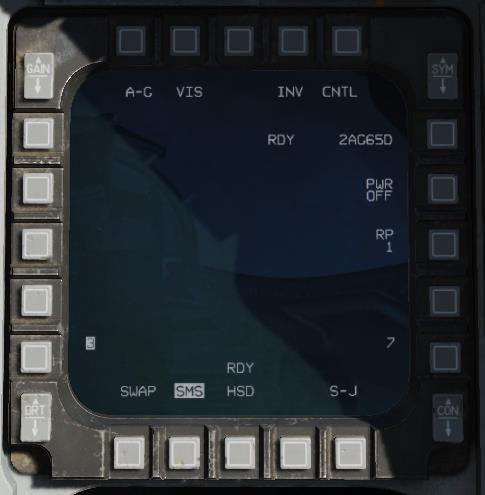 GAIN
SYM
A-G VIS INV CNTL
RDY 2AG65D
PWR
OFF
RP
1
3 7
RDY
SWAP SMS HSD S-J
BRT
CON